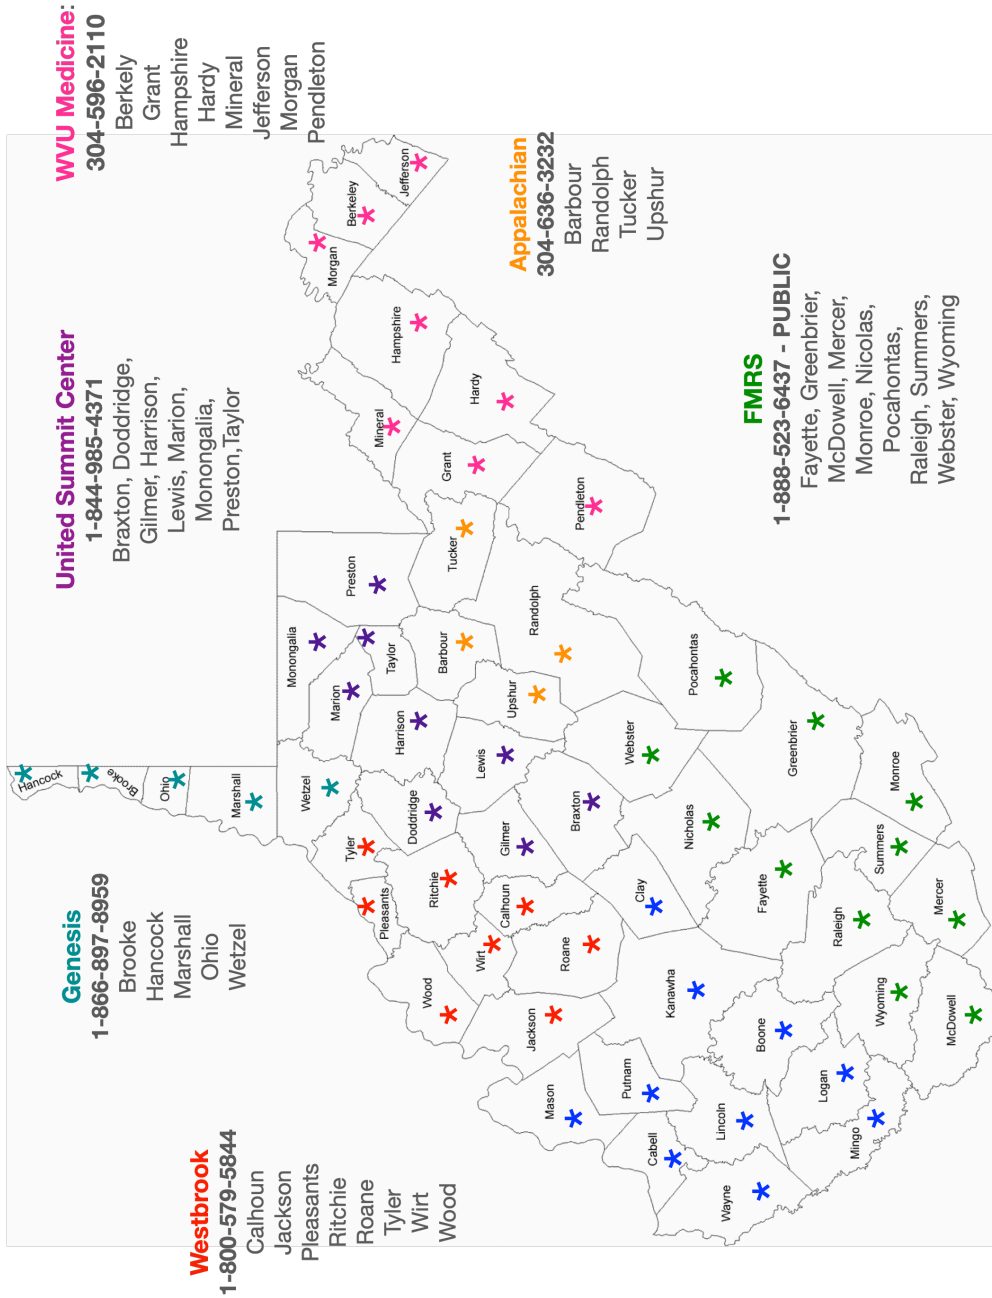 WVU Medicine:
304-596-2110
Berkely
Grant
Hampshire
Hardy
Mineral
Jefferson
Morgan
Pendleton
United Summit Center
1-844-985-4371
Braxton, Doddridge,
Gilmer, Harrison,
Lewis, Marion,
Monongalia,
Preston,Taylor
Genesis
1-866-897-8959
Brooke
Hancock
Marshall
Ohio
Wetzel
Westbrook
1-800-579-5844
Calhoun
Jackson
Pleasants
Ritchie
Roane
Tyler
Wirt
Wood
Appalachian
304-636-3232
Barbour
Randolph
Tucker
Upshur
FMRS
1-888-523-6437 - PUBLIC
Fayette, Greenbrier,
McDowell, Mercer,
Monroe, Nicolas,
Pocahontas,
Raleigh, Summers,
Webster, Wyoming
Hancock
Brooke
Ohio
Marshall
Wetzel
Monongalia
Preston
Marion
Taylor
Morgan
Berkeley
Jefferson
Hampshire
Mineral
Hardy
Grant
Pendleton
Tucker
Barbour
Randolph
Upshur
Harrison
Lewis
Doddridge
Tyler
Pleasants
Ritchie
Gilmer
Calhoun
Wirt
Wood
Roane
Jackson
Braxton
Webster
Pocahontas
Clay
Nicholas
Greenbrier
Kanawha
Mason
Putnam
Cabell
Wayne
Lincoln
Boone
Logan
Mingo
Fayette
Raleigh
Summers
Monroe
Mercer
Wyoming
McDowell